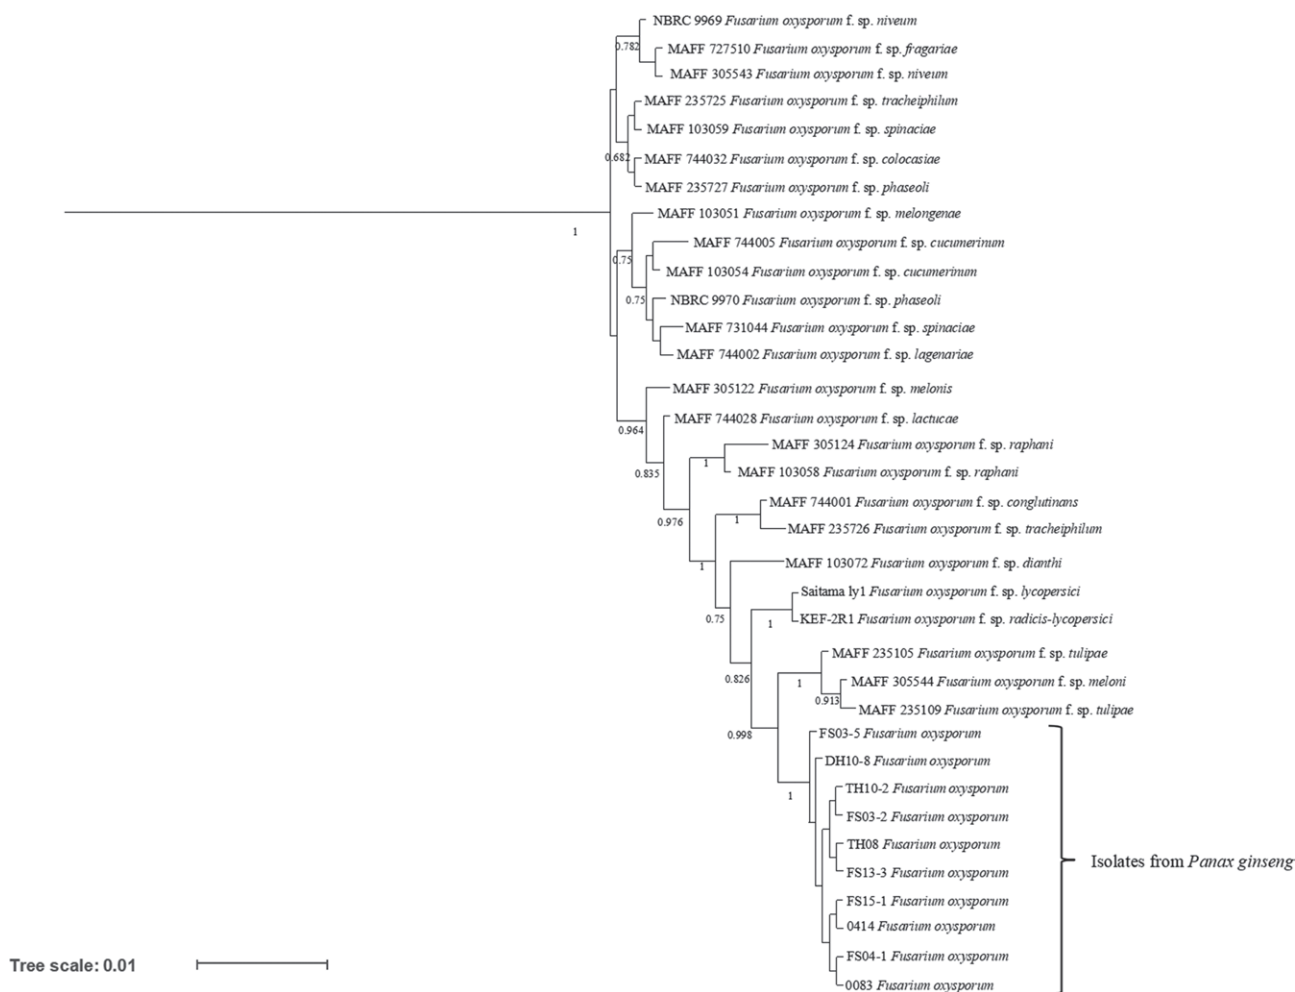 NBRC 9969 Fusarium oxysporum f. sp. niveum
0.782
MAFF 727510 Fusarium oxysporum f. sp. fragariae
MAFF 305543 Fusarium oxysporum f. sp. niveum
MAFF 235725 Fusarium oxysporum f. sp. tracheiphilum
MAFF 103059 Fusarium oxysporum f. sp. spinaciae
0.682
MAFF 744032 Fusarium oxysporum f. sp. colocasiae
MAFF 235727 Fusarium oxysporum f. sp. phaseoli
MAFF 103051 Fusarium oxysporum f. sp. melongenae
1
MAFF 744005 Fusarium oxysporum f. sp. cucumerinum
0.75
MAFF 103054 Fusarium oxysporum f. sp. cucumerinum
0.75
NBRC 9970 Fusarium oxysporum f. sp. phaseoli
MAFF 731044 Fusarium oxysporum f. sp. spinaciae
MAFF 744002 Fusarium oxysporum f. sp. lagenariae
MAFF 305122 Fusarium oxysporum f. sp. melonis
MAFF 744028 Fusarium oxysporum f. sp. lactucae
0.964
MAFF 305124 Fusarium oxysporum f. sp. raphani
1
MAFF 103058 Fusarium oxysporum f. sp. raphani
0.835
MAFF 744001 Fusarium oxysporum f. sp. conglutinans
0.976
1
MAFF 235726 Fusarium oxysporum f. sp. tracheiphilum
MAFF 103072 Fusarium oxysporum f. sp. dianthi
1
Saitama ly1 Fusarium oxysporum f. sp. lycopersici
0.75
KEF-2R1 Fusarium oxysporum f. sp. radicis-lycopersici
1
MAFF 235105 Fusarium oxysporum f. sp. tulipae
0.826
1
MAFF 305544 Fusarium oxysporum f. sp. meloni
0.913
MAFF 235109 Fusarium oxysporum f. sp. tulipae
0.998
FS03-5 Fusarium oxysporum
DH10-8 Fusarium oxysporum
1
TH10-2 Fusarium oxysporum
FS03-2 Fusarium oxysporum
TH08 Fusarium oxysporum
Isolates from Panax ginseng
FS13-3 Fusarium oxysporum
FS15-1 Fusarium oxysporum
0414 Fusarium oxysporum
FS04-1 Fusarium oxysporum
Tree scale: 0.01
0083 Fusarium oxysporum